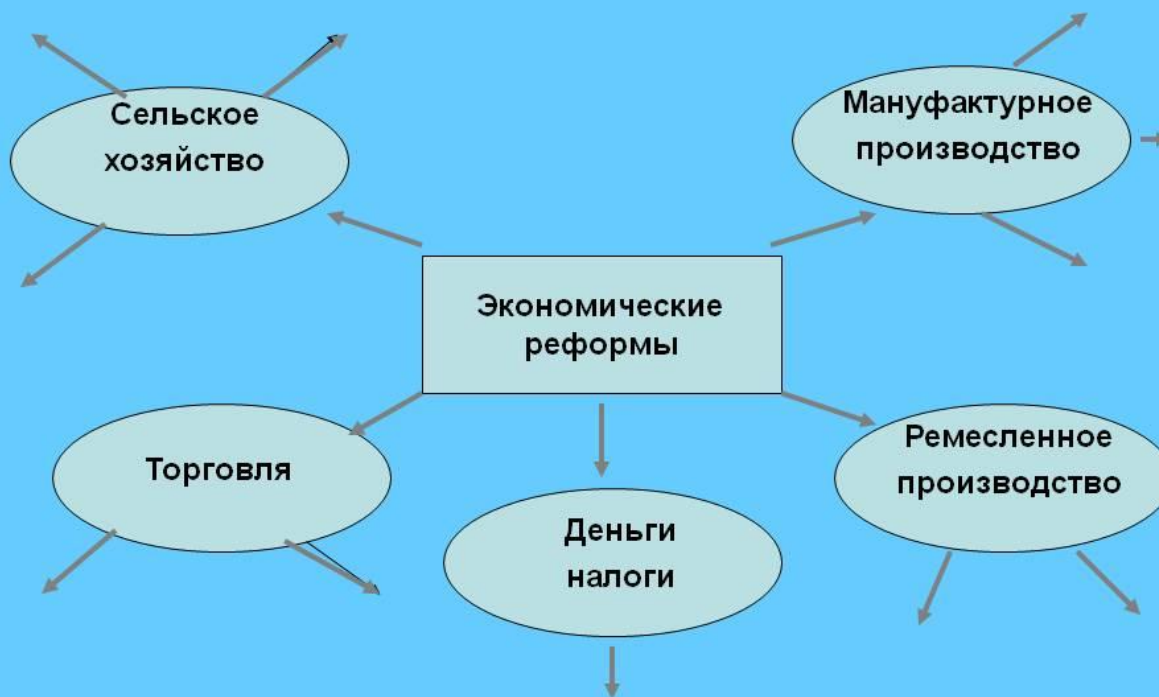 Сельское
хозяйство
Мануфактурное
производство
Экономические
реформы
Торговля
Деньги
налоги
Ремесленное
производство